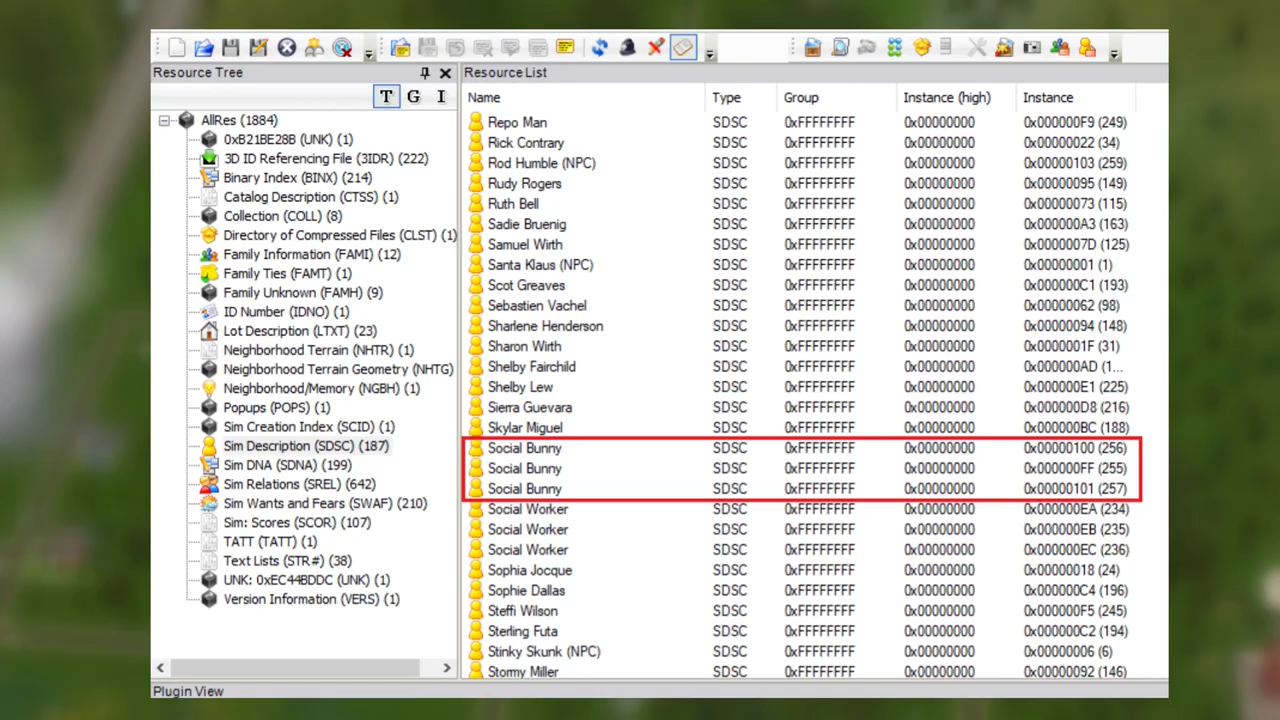 Resource Tree
T G I
AllRes (1884)
0xB21BE28B (UNK) (1)
3D ID Referencing File (3IDR) (222)
Binary Index (BINX) (214)
Catalog Description (CTSS) (1)
Collection (COLL) (8)
Directory of Compressed Files (CLST) (1)
Family Information (FAMI) (12)
Family Ties (FAMT) (1)
Family Unknown (FAMH) (9)
ID Number (IDNO) (1)
Lot Description (LTXT) (23)
Neighborhood Terrain (NHTR) (1)
Neighborhood Terrain Geometry (NHTG)
Neighborhood/Memory (NGBH) (1)
Popups (POPS) (1)
Sim Creation Index (SCID) (1)
Sim Description (SDSC) (187)
Sim DNA (SDNA) (199)
Sim Relations (SREL) (642)
Sim Wants and Fears (SWAF) (210)
Sim: Scores (SCOR) (107)
TATT (TATT) (1)
Text Lists (STR#) (38)
UNK: 0xEC44BDDC (UNK) (1)
Version Information (VERS) (1)
Resource List
Name Type Group Instance (high) Instance
Repo Man SDSC 0xFFFFFFFF 0x00000000 0x000000F9 (249)
Rick Contrary SDSC 0xFFFFFFFF 0x00000000 0x00000022 (34)
Rod Humble (NPC) SDSC 0xFFFFFFFF 0x00000000 0x00000103 (259)
Rudy Rogers SDSC 0xFFFFFFFF 0x00000000 0x00000095 (149)
Ruth Bell SDSC 0xFFFFFFFF 0x00000000 0x00000073 (115)
Sadie Bruenig SDSC 0xFFFFFFFF 0x00000000 0x000000A3 (163)
Samuel Wirth SDSC 0xFFFFFFFF 0x00000000 0x0000007D (125)
Santa Klaus (NPC) SDSC 0xFFFFFFFF 0x00000000 0x00000001 (1)
Scot Greaves SDSC 0xFFFFFFFF 0x00000000 0x000000C1 (193)
Sebastien Vachel SDSC 0xFFFFFFFF 0x00000000 0x00000062 (98)
Sharlene Henderson SDSC 0xFFFFFFFF 0x00000000 0x00000094 (148)
Sharon Wirth SDSC 0xFFFFFFFF 0x00000000 0x0000001F (31)
Shelby Fairchild SDSC 0xFFFFFFFF 0x00000000 0x000000AD (1...
Shelby Lew SDSC 0xFFFFFFFF 0x00000000 0x000000E1 (225)
Sierra Guevara SDSC 0xFFFFFFFF 0x00000000 0x000000D8 (216)
Skylar Miguel SDSC 0xFFFFFFFF 0x00000000 0x000000BC (188)
Social Bunny SDSC 0xFFFFFFFF 0x00000000 0x00000100 (256)
Social Bunny SDSC 0xFFFFFFFF 0x00000000 0x000000FF (255)
Social Bunny SDSC 0xFFFFFFFF 0x00000000 0x00000101 (257)
Social Worker SDSC 0xFFFFFFFF 0x00000000 0x000000EA (234)
Social Worker SDSC 0xFFFFFFFF 0x00000000 0x000000EB (235)
Social Worker SDSC 0xFFFFFFFF 0x00000000 0x000000EC (236)
Sophia Jocque SDSC 0xFFFFFFFF 0x00000000 0x00000018 (24)
Sophie Dallas SDSC 0xFFFFFFFF 0x00000000 0x000000C4 (196)
Steffi Wilson SDSC 0xFFFFFFFF 0x00000000 0x000000F5 (245)
Sterling Futa SDSC 0xFFFFFFFF 0x00000000 0x000000C2 (194)
Stinky Skunk (NPC) SDSC 0xFFFFFFFF 0x00000000 0x00000006 (6)
Stormy Miller SDSC 0xFFFFFFFF 0x00000000 0x00000092 (146)
Plugin View